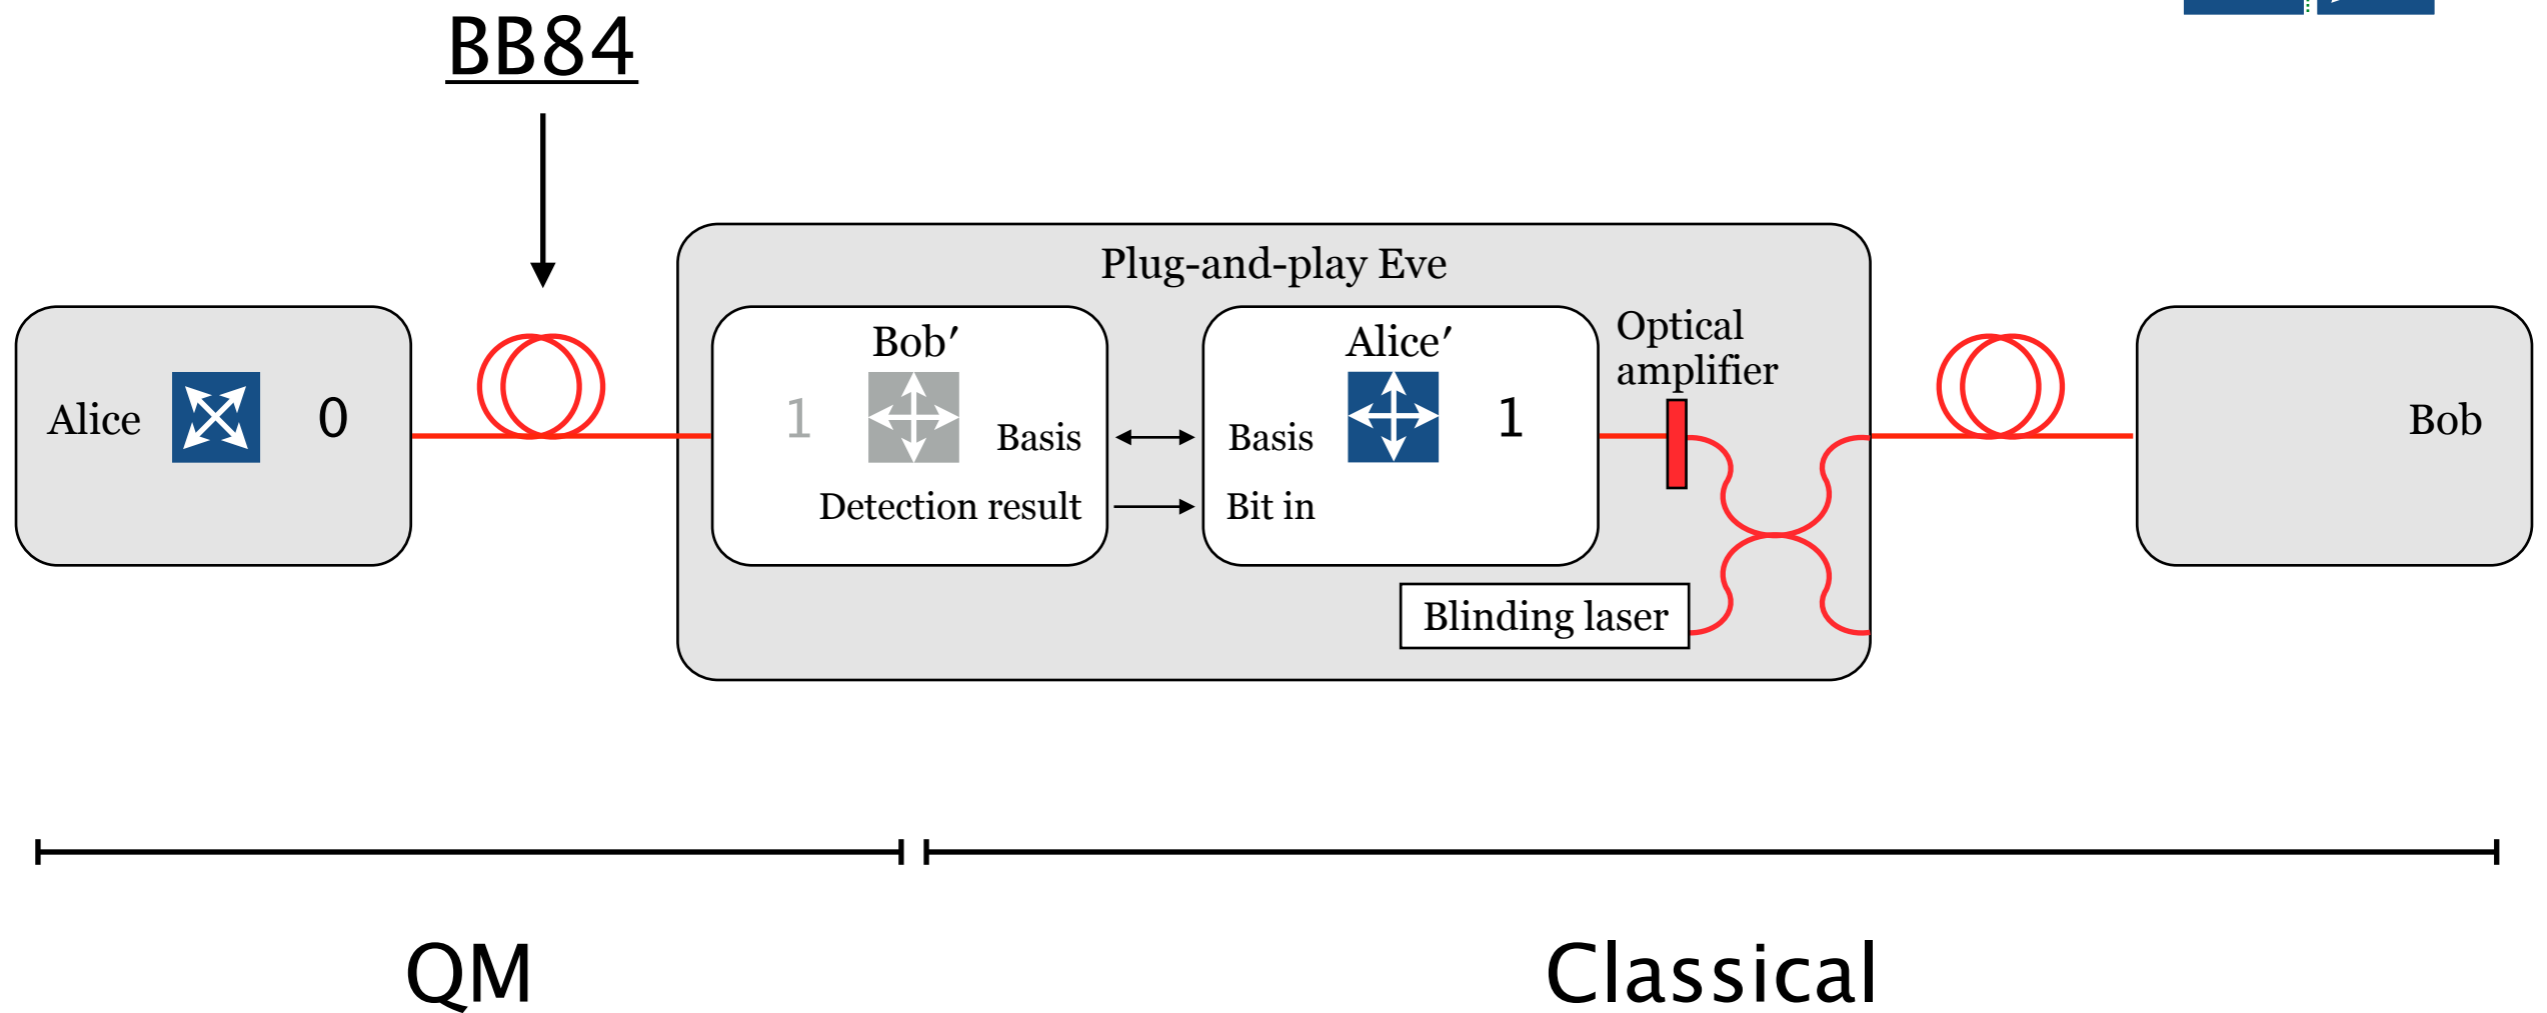 BB84
Plug-and-play Eve
Alice
0
Bob′
1
Basis
Detection result
Alice′
1
Basis
Bit in
Optical
amplifier
Blinding laser
Bob
QM
Classical